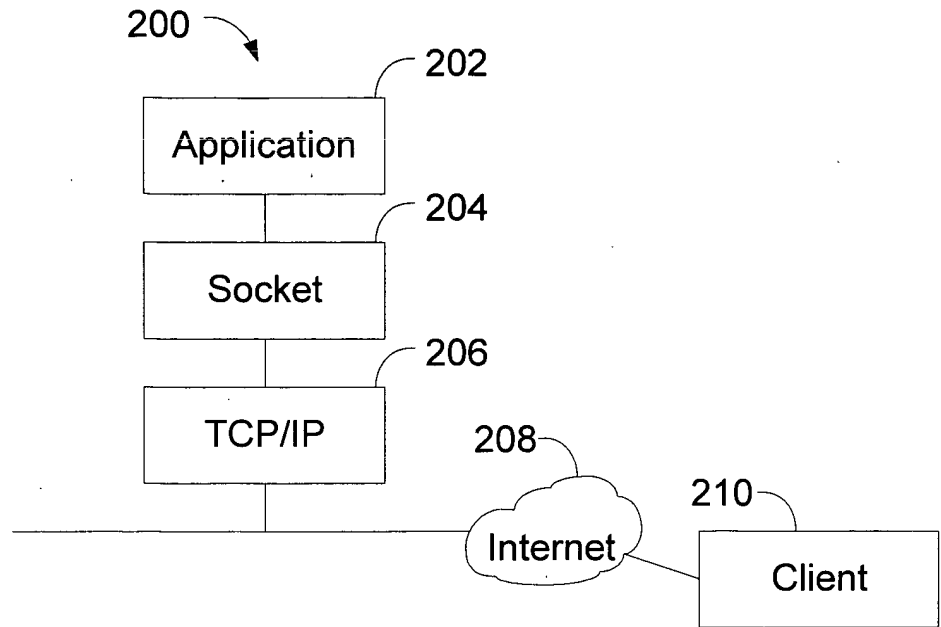 200
202
Application
204
Socket
206
TCP/IP
208
210
Internet
Client